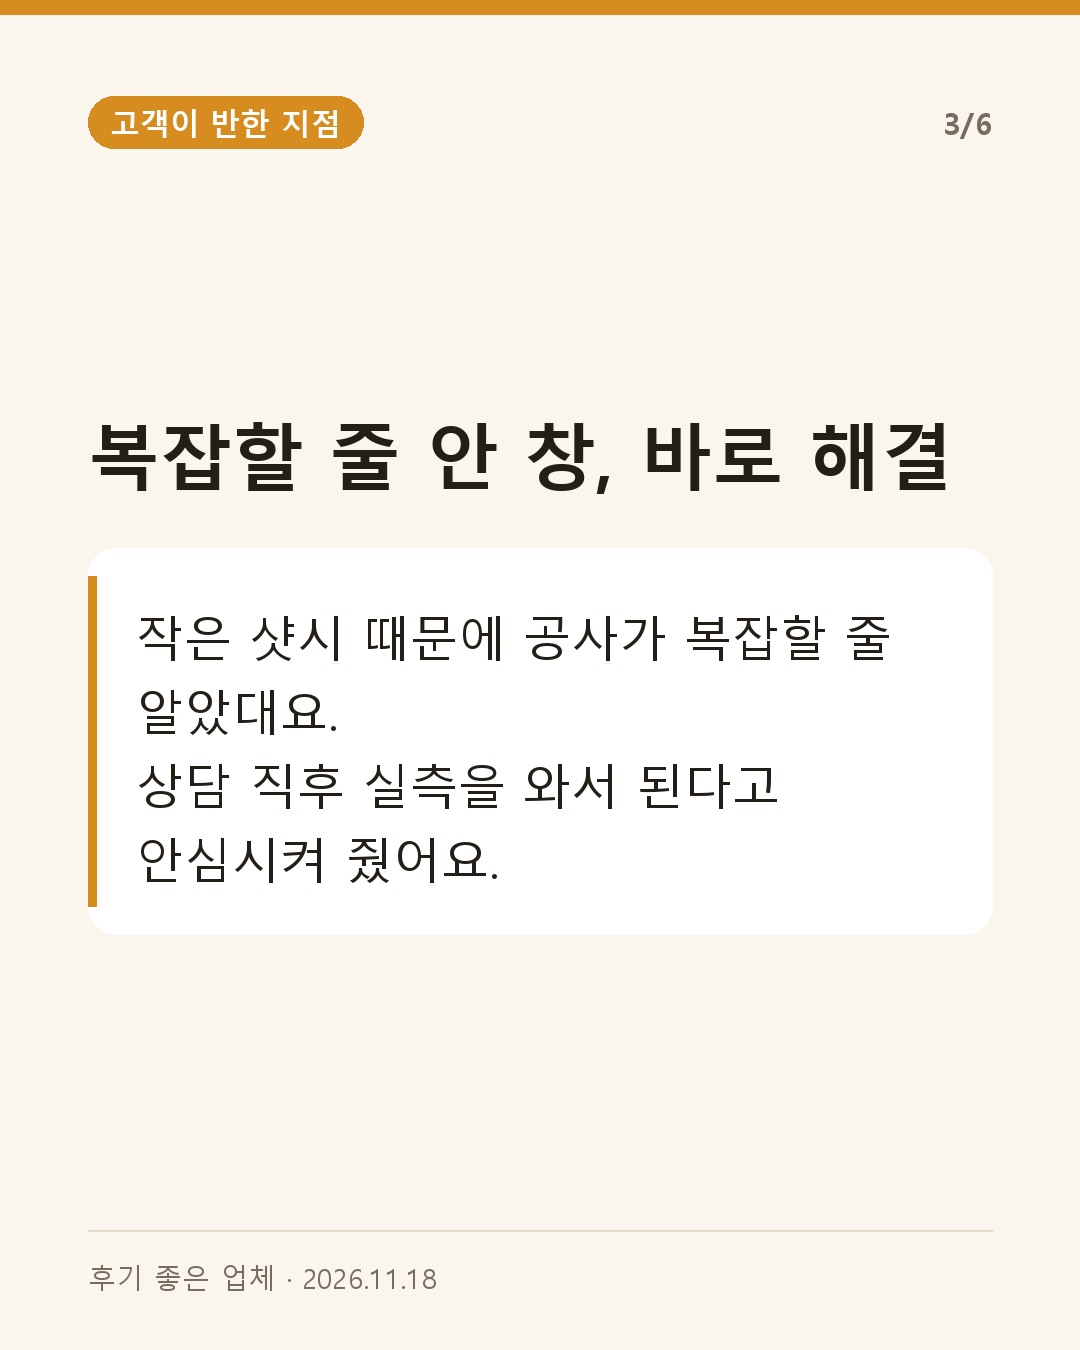 고객이 반한 지점
3/6
복잡할 줄 안 창, 바로 해결
작은 샷시 때문에 공사가 복잡할 줄
알았대요.
상담 직후 실측을 와서 된다고
안심시켜 줬어요.
후기 좋은 업체 · 2026.11.18